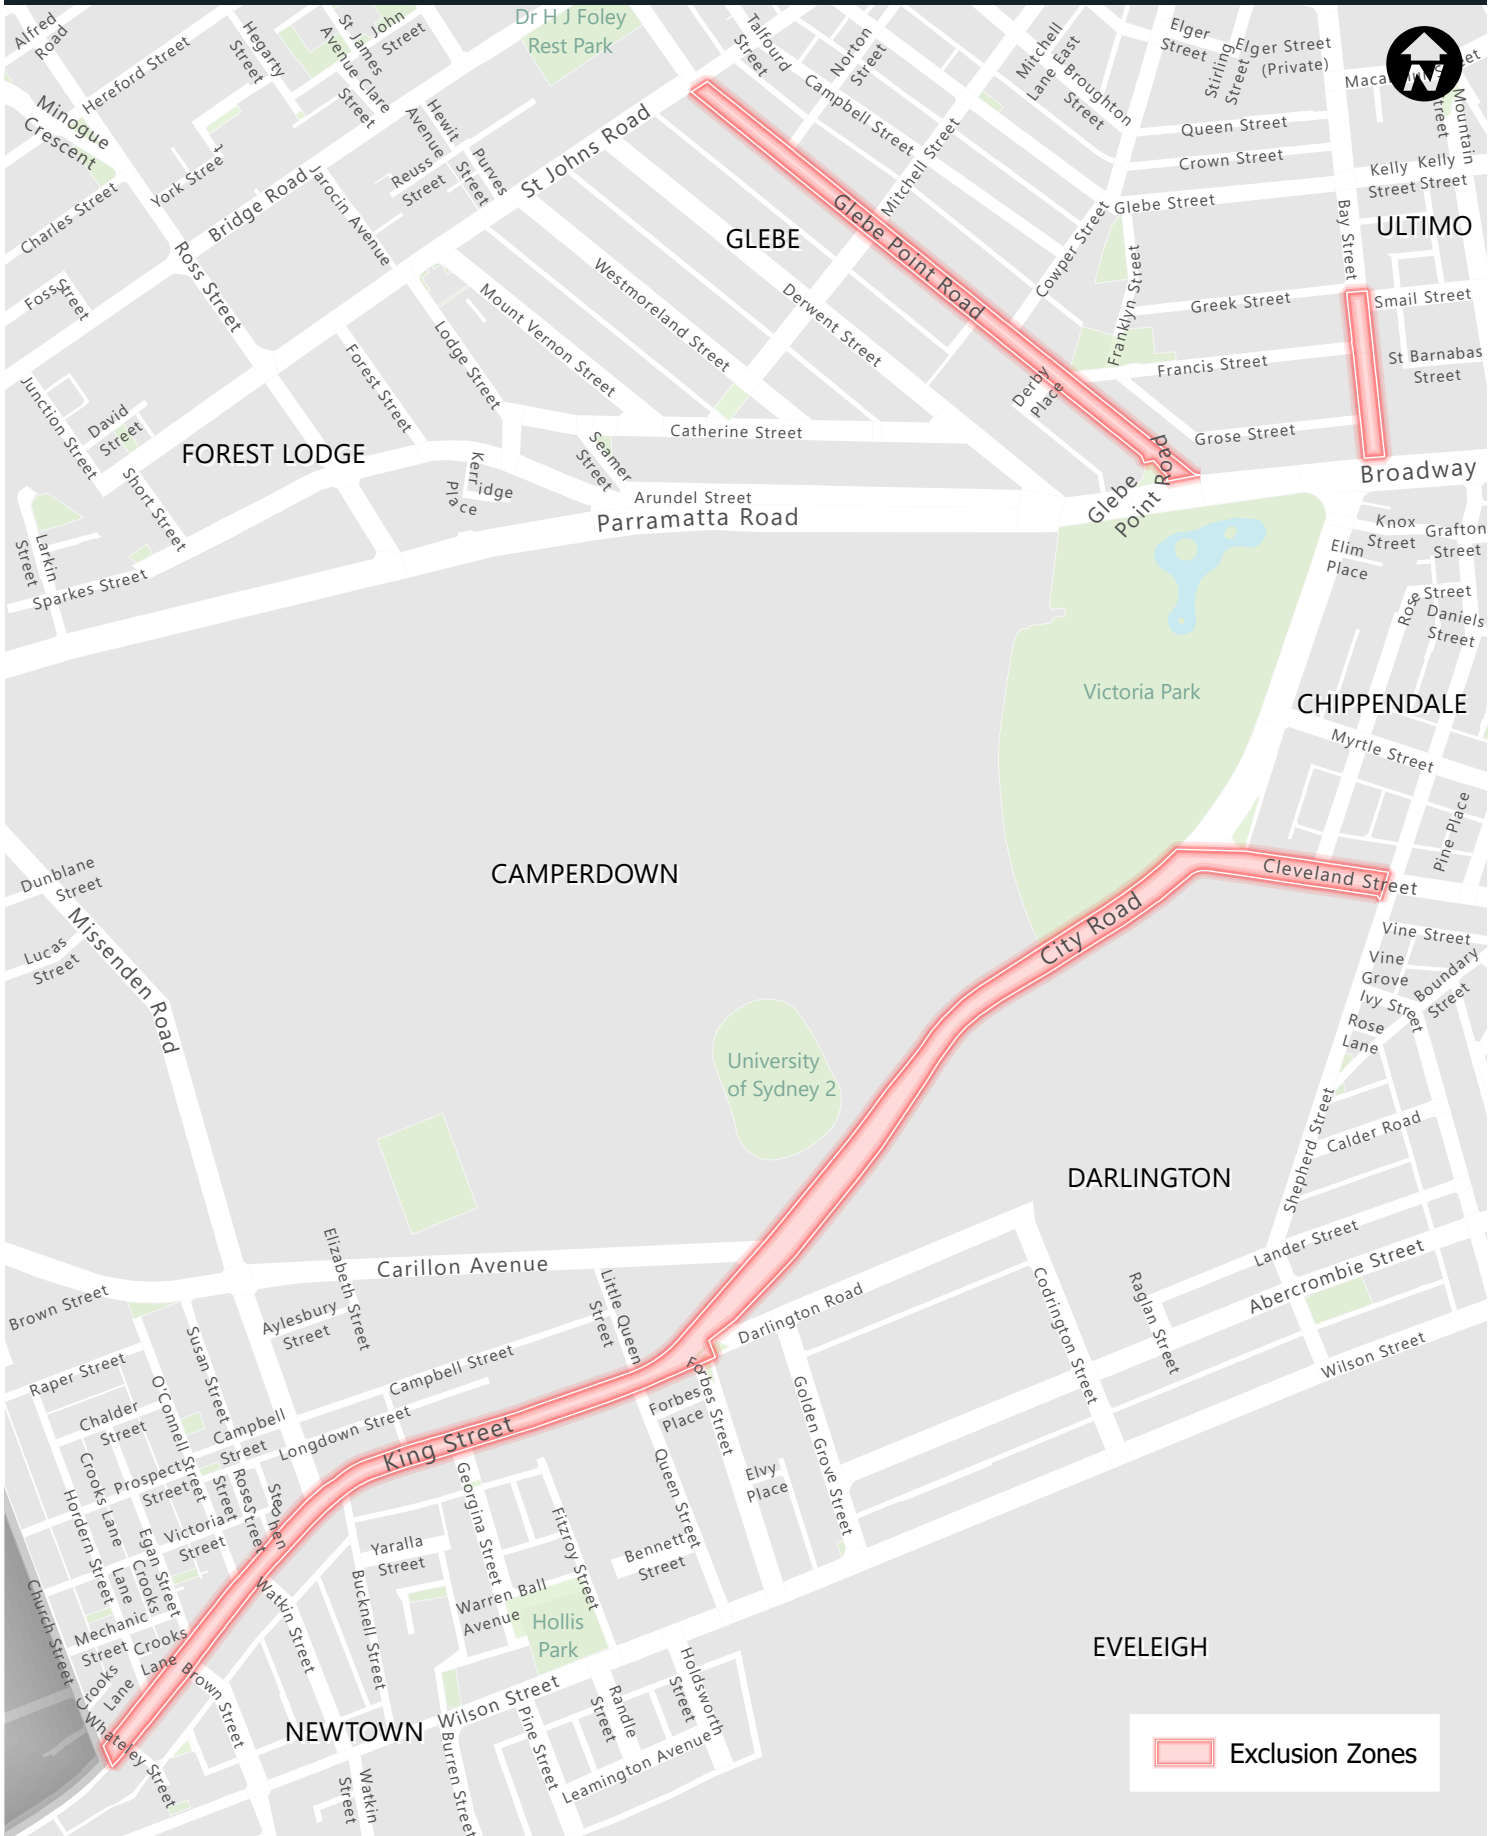 Alfred
Road
Hereford Street
Hegarty
Street
St James
Avenue
John
Street
Clare
Street
Dr H J Foley
Rest Park
Talfourd
Street
Norton
Street
Mitchell
Lane East
Broughton
Street
Elger
Street
Stirling
Street
Elger Street
(Private)
N
Mountain
Street
Minogue
Crescent
Hewit
Avenue
Purves
Street
Reuss
Street
St Johns Road
Campbell Street
Mitchell Street
Queen Street
Crown Street
Kelly
Street
Kelly
Street
Charles Street
York Street
Bridge Road
Jarocin Avenue
Glebe Street
Bay Street
ULTIMO
GLEBE
Glebe Point Road
Cowper Street
Franklyn Street
Foss Street
Ross Street
Mount Vernon Street
Westmoreland Street
Derwent Street
Greek Street
Smail Street
Lodge Street
Forest Street
Francis Street
St Barnabas
Street
Junction Street
David
Street
Derby
Place
Catherine Street
Grose Street
FOREST LODGE
Short Street
Kerridge
Place
Seamer
Street
Arundel Street
Parramatta Road
Glebe
Point Road
Broadway
Larkin
Street
Sparkes Street
Knox
Street
Grafton
Street
Elim
Place
Rose Street
Daniels
Street
Victoria Park
CHIPPENDALE
Myrtle Street
Pine Place
CAMPERDOWN
Dunblane
Street
Cleveland Street
Lucas
Street
Missenden Road
City Road
Vine Street
Vine
Grove
Boundary
Street
Ivy Street
Rose
Lane
University
of Sydney 2
Shepherd Street
Calder Road
DARLINGTON
Lander Street
Abercrombie Street
Elizabeth Street
Carillon Avenue
Little Queen
Street
Darlington Road
Codrington Street
Raglan Street
Brown Street
Aylesbury
Street
Susan Street
Wilson Street
Raper Street
Campbell Street
Forbes Street
Forbes
Place
Golden Grove Street
O'Connell Street
Chalder
Street
Campbell
Street
Longdown Street
King Street
Prospect
Street
Crooks Lane
Hordern Street
Rose Street
Street
Stephen
Georgina Street
Queen Street
Elvy
Place
Victoria
Street
Egan Street
Crooks
Lane
Yaralla
Street
Fitzroy Street
Bennett
Street
Church Street
Watkin Street
Bucknell Street
Warren Ball
Avenue
Hollis
Park
Mechanic
Street
Crooks
Lane
Crooks
Lane
Brown Street
EVELEIGH
Holdsworth
Street
Whateley Street
NEWTOWN
Wilson Street
Pine Street
Randle
Street
Burren Street
Leamington Avenue
Watkin
Street
Exclusion Zones